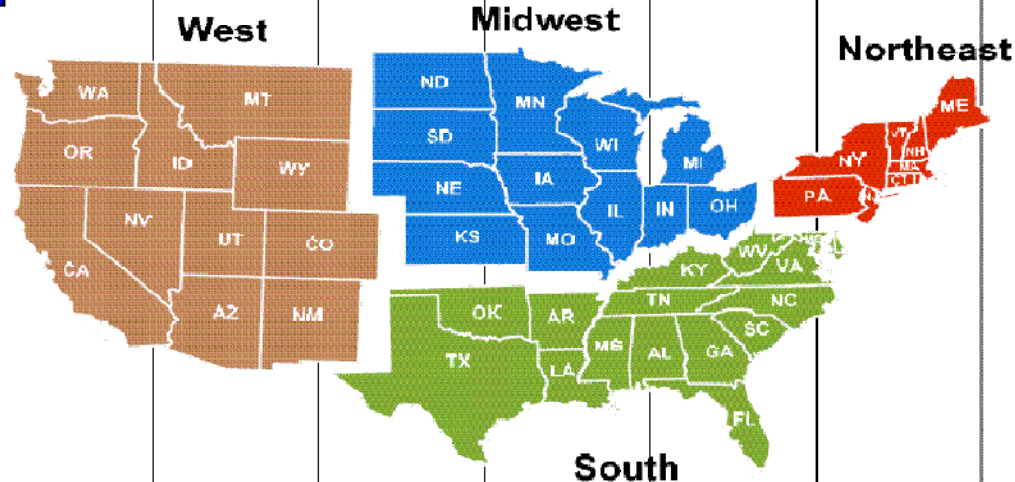 West
Midwest
Northeast
WA
MT
OR
ID
WY
NV
UT
CO
CA
AZ
NM
ND
MN
SD
WI
MI
NE
IA
IL
IN
OH
KS
MO
ME
VT
NH
NY
MA
CT
PA
WV
VA
KY
TN
NC
OK
AR
SC
MS
AL
GA
TX
LA
FL
South